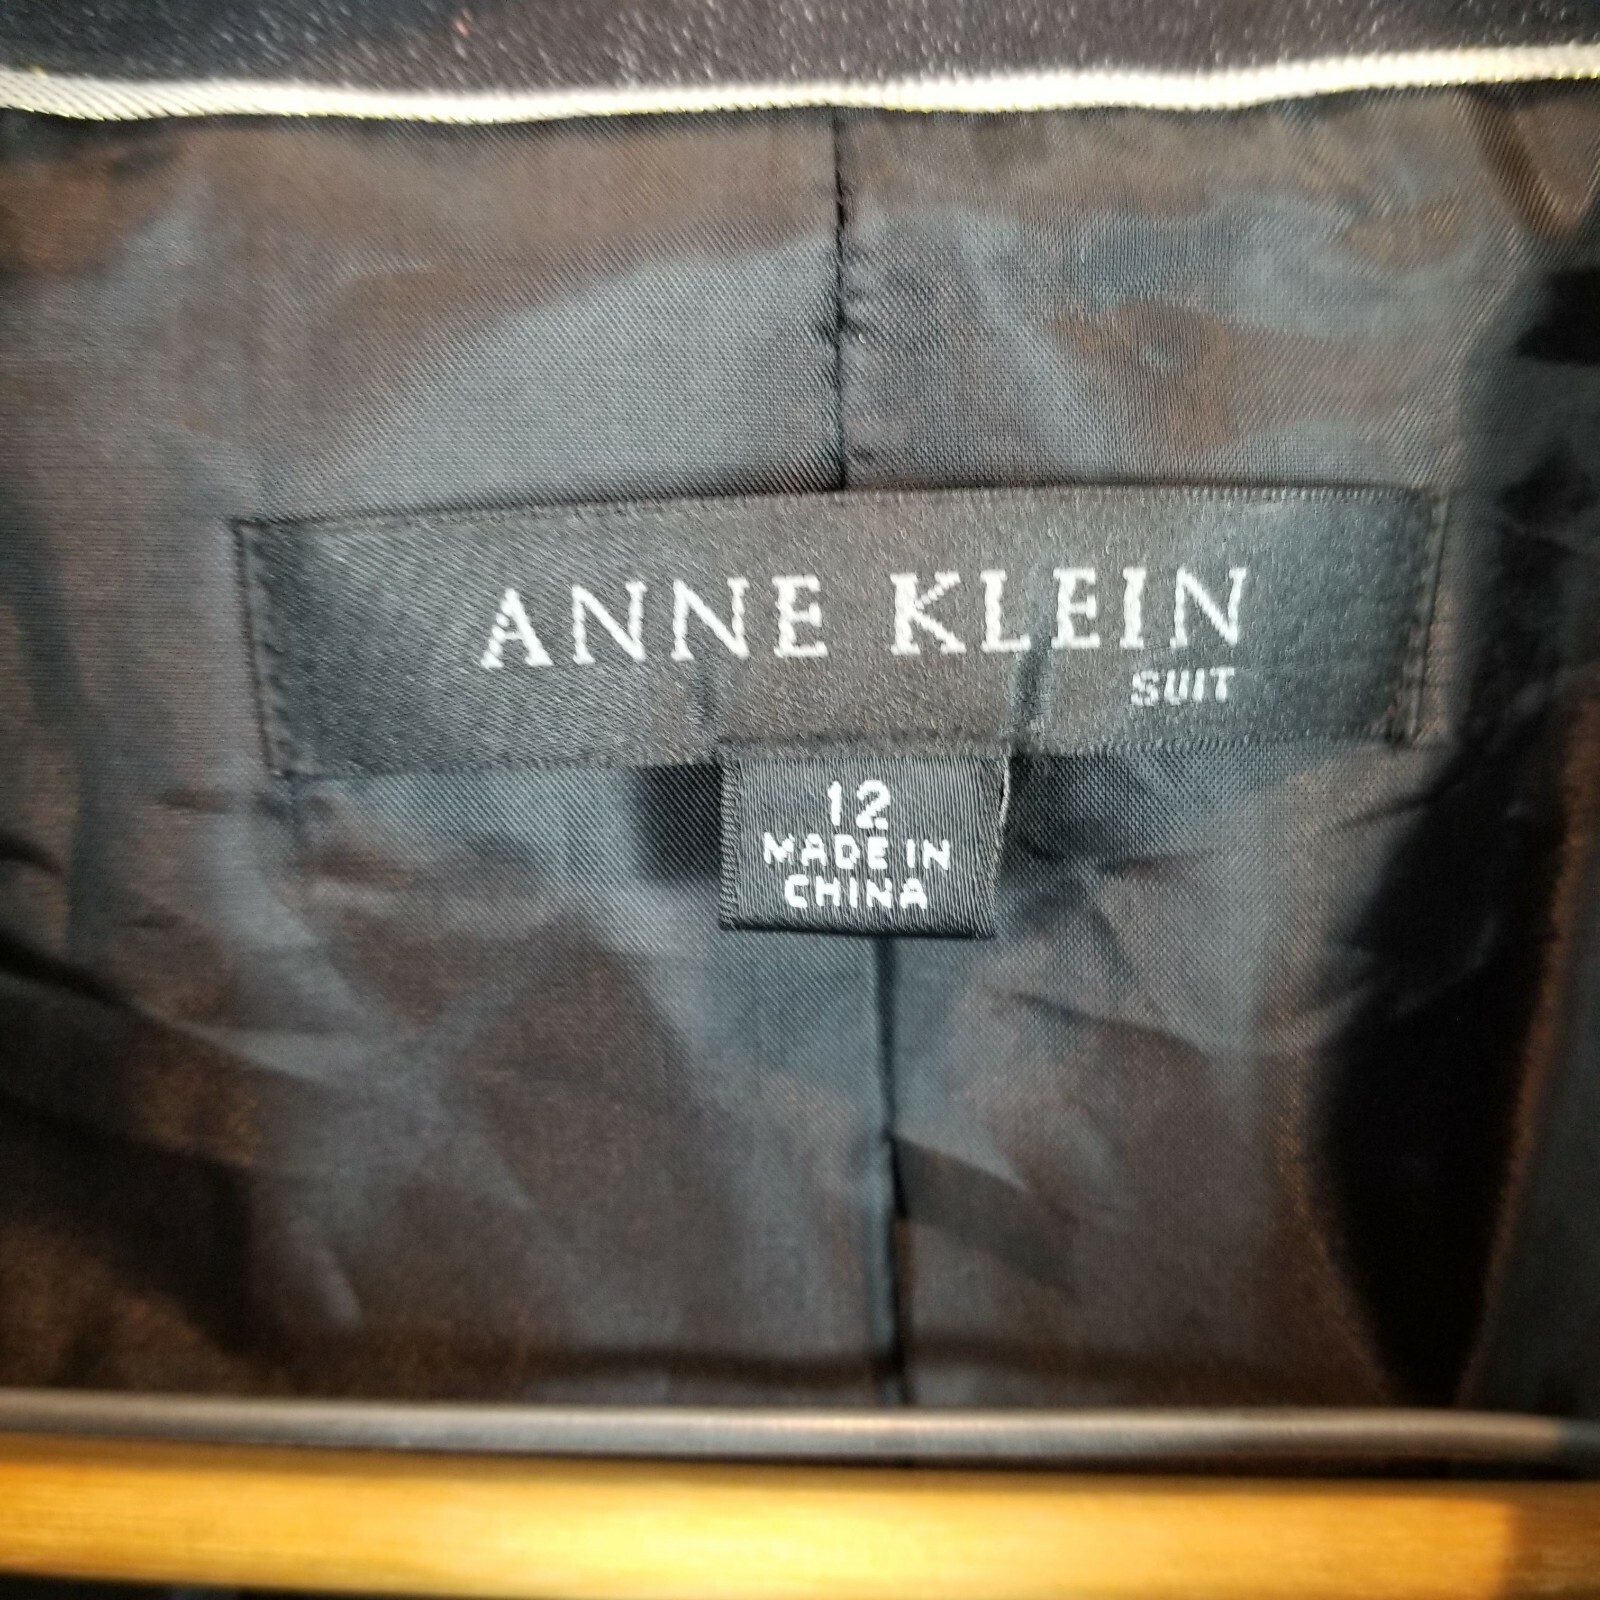 ANNE KLEIN
SUIT
12
MADE IN
CHINA